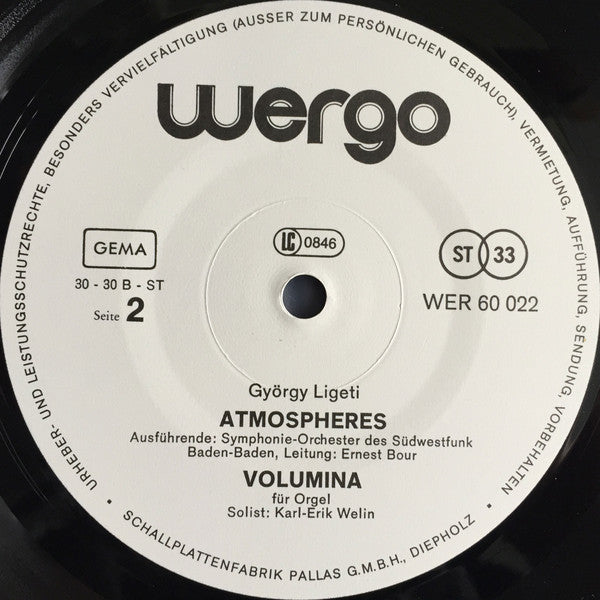 URHEBER- UND LEISTUNGSSCHUTZRECHTE, BESONDERS VERVIELFÄLTIGUNG (AUSSER ZUM PERSÖNLICHEN GEBRAUCH), VERMIETUNG, AUFFÜHRUNG, SENDUNG, VORBEHALTEN
wergo
GEMA
LC 0846
ST 33
30 - 30 B - ST
Seite 2
WER 60 022
György Ligeti
ATMOSPHERES
Ausführende: Symphonie-Orchester des Südwestfunk
Baden-Baden, Leitung: Ernest Bour
VOLUMINA
für Orgel
Solist: Karl-Erik Welin
• SCHALLPLATTENFABRIK PALLAS G.M.B.H., DIEPHOLZ •